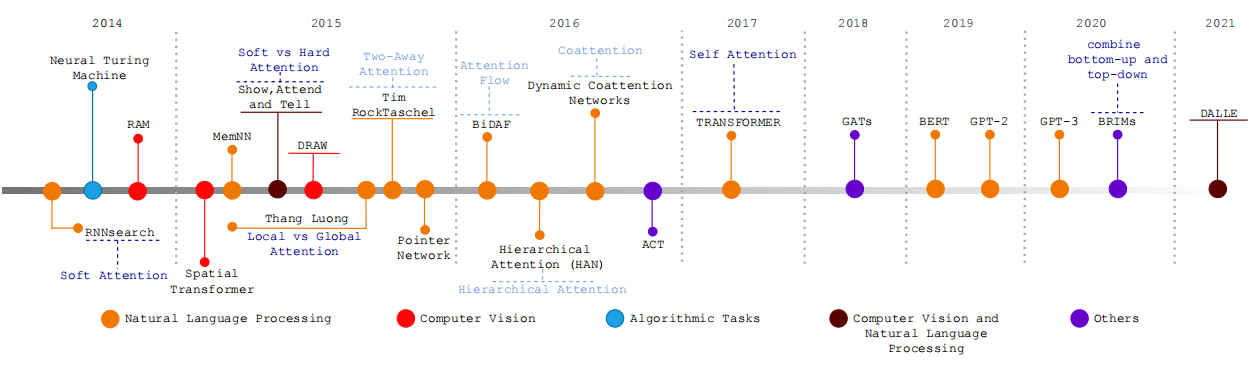 2014
2015
2016
2017
2018
2019
2020
2021
Neural Turing
Machine
RAM
RNNsearch
Soft Attention
Soft vs Hard
Attention
Show,Attend
and Tell
MemNN
DRAW
Two-Away
Attention
Tim
RockTaschel
Thang Luong
Local vs Global
Attention
Spatial
Transformer
Pointer
Network
Attention
Flow
BiDAF
Coattention
Dynamic Coattention
Networks
Hierarchical
Attention (HAN)
Hierarchical Attention
ACT
Self Attention
TRANSFORMER
GATs
BERT
GPT-2
GPT-3
combine
bottom-up and
top-down
BRIMs
DALLE
Natural Language Processing
Computer Vision
Algorithmic Tasks
Computer Vision and
Natural Language
Processing
Others